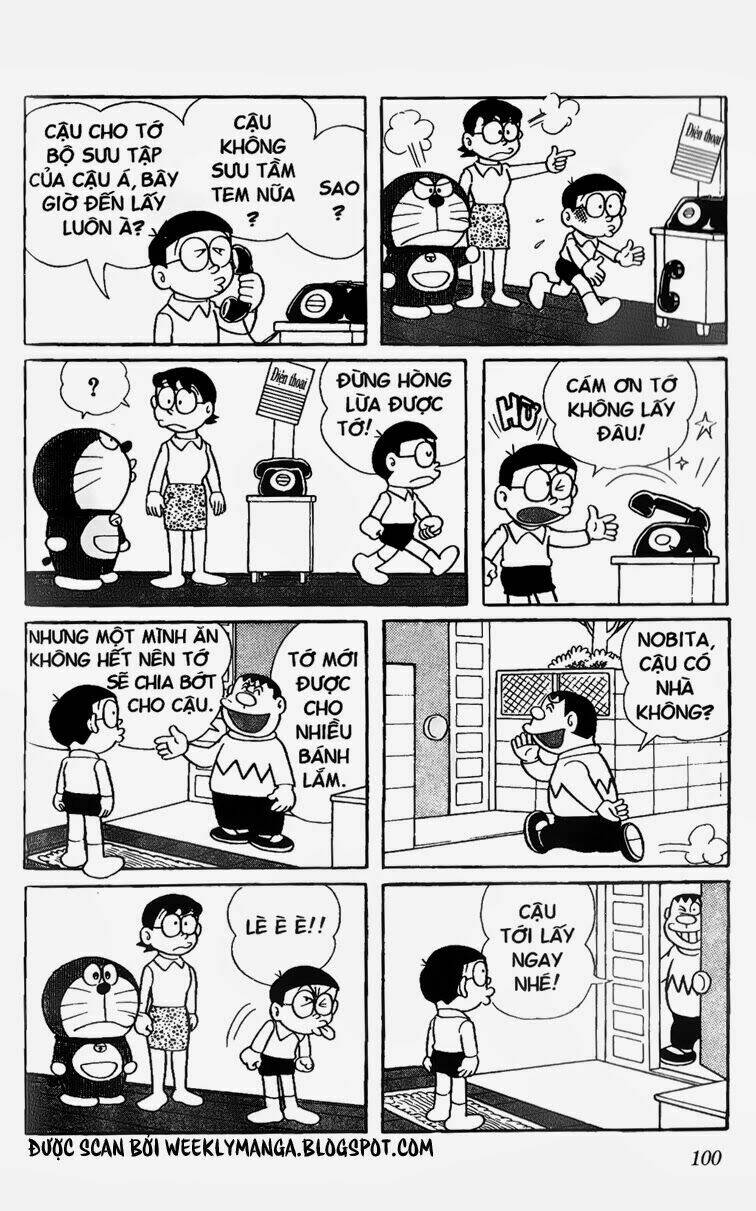 Điện thoại
SAO
?
CẬU
KHÔNG
SƯU TẦM
TEM NỮA
?
CẬU CHO TỚ
BỘ SƯU TẬP
CỦA CẬU Á, BÂY
GIỜ ĐẾN LẤY
LUÔN À?
CÁM ƠN TỚ
KHÔNG LẤY
ĐÂU!
HỪ
ĐỪNG HÒNG
LỪA ĐƯỢC
TỚ!
Điện thoại
?
NOBITA,
CẬU CÓ
NHÀ
KHÔNG?
TỚ MỚI
ĐƯỢC
CHO
NHIỀU
BÁNH
LẮM.
NHƯNG MỘT MÌNH ĂN
KHÔNG HẾT NÊN TỚ
SẼ CHIA BỚT
CHO CẬU.
CẬU
TỚI LẤY
NGAY
NHÉ!
LÈ È È!!
ĐƯỢC SCAN BỞI WEEKLYMANGA.BLOGSPOT.COM
100